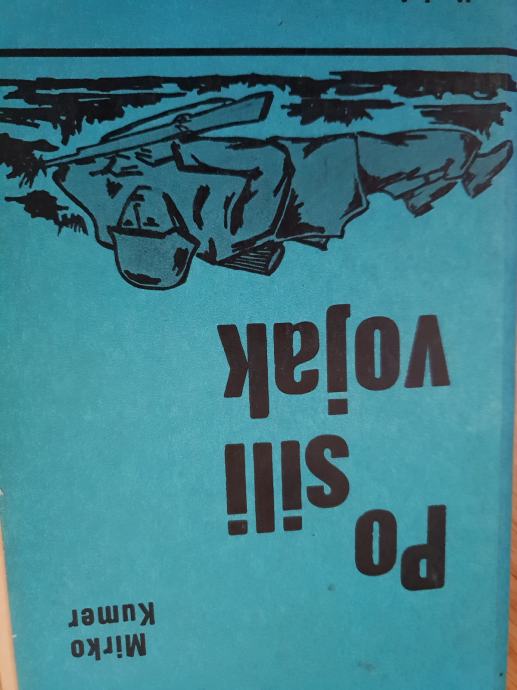 Mirko
Kumer
Po
sili
vojak